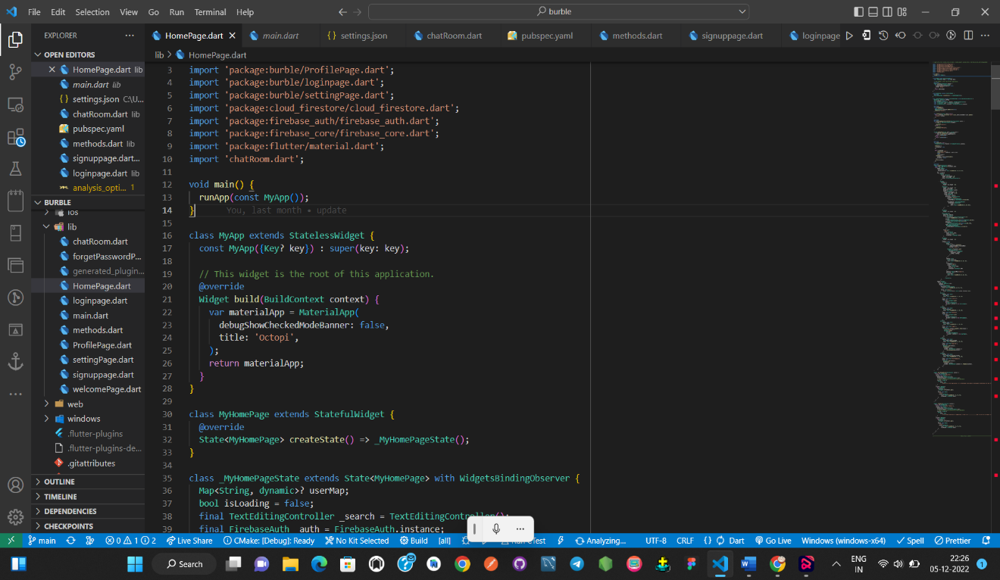 File Edit Selection View Go Run Terminal Help
burble
EXPLORER
HomePage.dart
main.dart
{} settings.json
chatRoom.dart
pubspec.yaml
methods.dart
signuppage.dart
loginpage
lib > HomePage.dart
OPEN EDITORS
HomePage.dart lib
main.dart lib
{} settings.json C:\U...
chatRoom.dart lib
pubspec.yaml
methods.dart lib
signuppage.dart...
loginpage.dart lib
analysis_opti... 1
BURBLE
ios
lib
chatRoom.dart
forgetPasswordP...
generated_plugin...
HomePage.dart
loginpage.dart
main.dart
methods.dart
ProfilePage.dart
settingPage.dart
signuppage.dart
welcomePage.dart
web
windows
.flutter-plugins
.flutter-plugins-de...
.gitattributes
OUTLINE
TIMELINE
DEPENDENCIES
CHECKPOINTS
3 import 'package:burble/ProfilePage.dart';
4 import 'package:burble/loginpage.dart';
5 import 'package:burble/settingPage.dart';
6 import 'package:cloud_firestore/cloud_firestore.dart';
7 import 'package:firebase_auth/firebase_auth.dart';
8 import 'package:firebase_core/firebase_core.dart';
9 import 'package:flutter/material.dart';
10 import 'chatRoom.dart';
11
12 void main() {
13 runApp(const MyApp());
14 } You, last month • update
15
16 class MyApp extends StatelessWidget {
17 const MyApp({Key? key}) : super(key: key);
18
19 // This widget is the root of this application.
20 @override
21 Widget build(BuildContext context) {
22 var materialApp = MaterialApp(
23 debugShowCheckedModeBanner: false,
24 title: 'Octopi',
25 );
26 return materialApp;
27 }
28 }
29
30 class MyHomePage extends StatefulWidget {
31 @override
32 State<MyHomePage> createState() => _MyHomePageState();
33 }
34
35 class _MyHomePageState extends State<MyHomePage> with WidgetsBindingObserver {
36 Map<String, dynamic>? userMap;
37 bool isLoading = false;
38 final TextEditingController _search = TextEditingController();
39 final FirebaseAuth _auth = FirebaseAuth.instance;
main 0 1 2 Live Share CMake: [Debug]: Ready No Kit Selected Build [all] Run CTest Analyzing... UTF-8 CRLF {} Dart Go Live Windows (windows-x64) Spell Prettier
Search
ENG
IN
22:26
05-12-2022
1